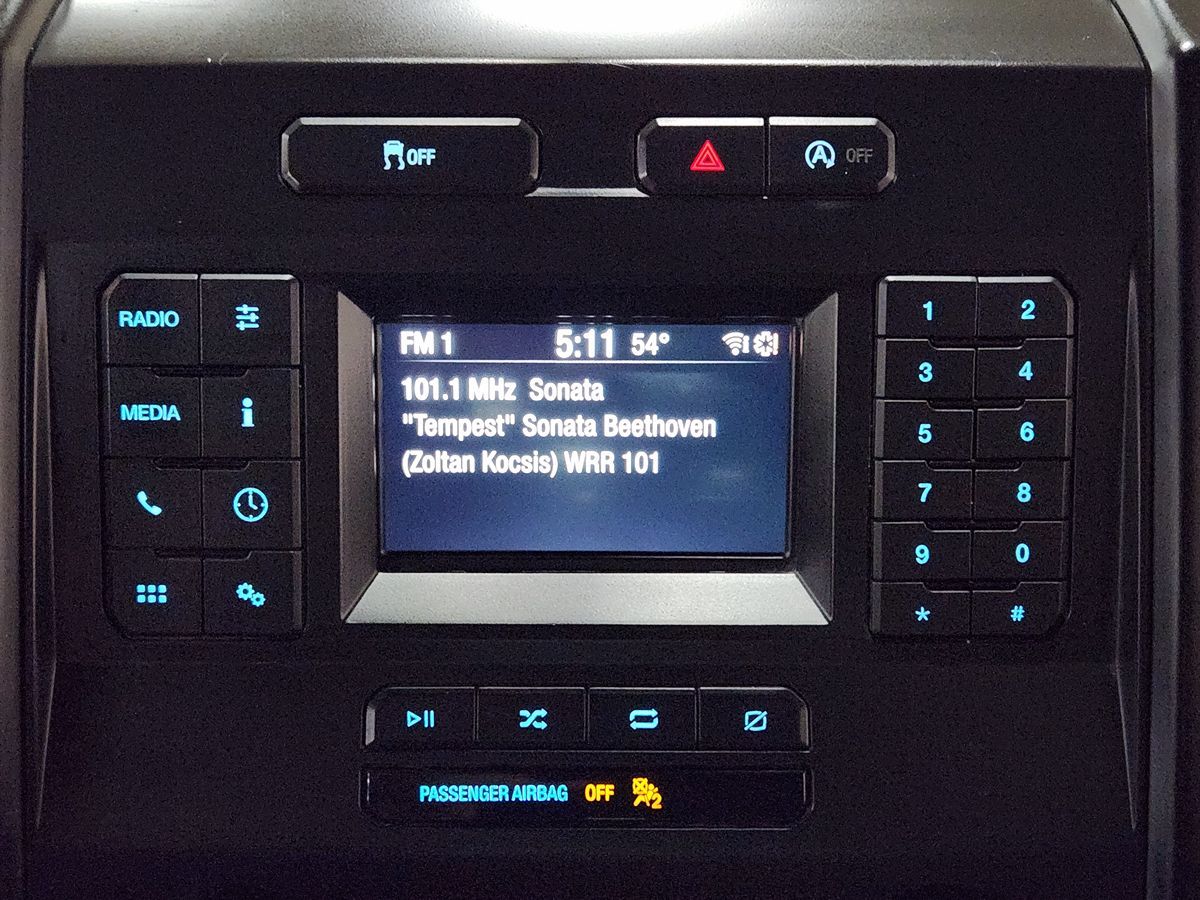 OFF
A OFF
RADIO
MEDIA
i
FM 1 5:11 54°
101.1 MHz Sonata
"Tempest" Sonata Beethoven
(Zoltan Kocsis) WRR 101
1 2
3 4
5 6
7 8
9 0
* #
PASSENGER AIRBAG OFF 2